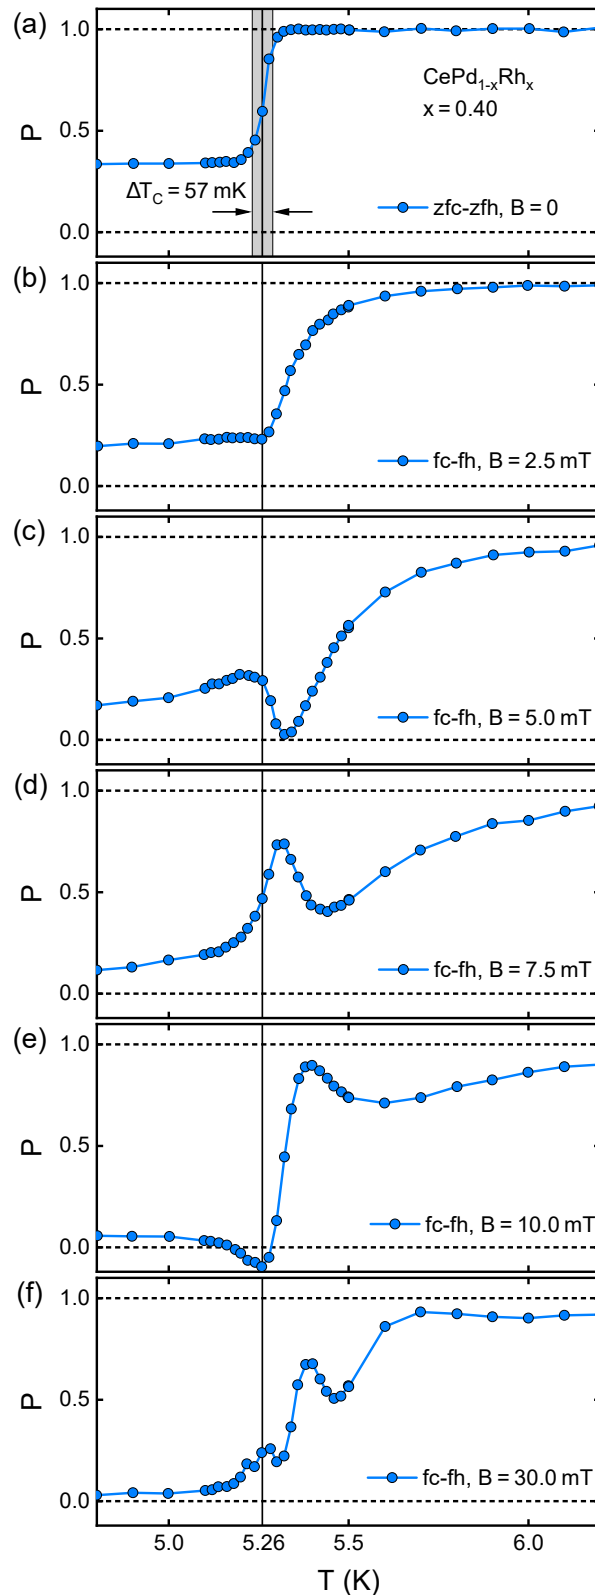 (a)
1.0
CePd1-xRhx
x = 0.40
P
0.5
ΔTC = 57 mK
zfc-zfh, B = 0
0.0
(b)
1.0
P
0.5
fc-fh, B = 2.5 mT
0.0
(c)
1.0
P
0.5
fc-fh, B = 5.0 mT
0.0
(d)
1.0
P
0.5
fc-fh, B = 7.5 mT
0.0
(e)
1.0
P
0.5
fc-fh, B = 10.0 mT
0.0
(f)
1.0
P
0.5
fc-fh, B = 30.0 mT
0.0
5.0 5.26 5.5 6.0
T (K)